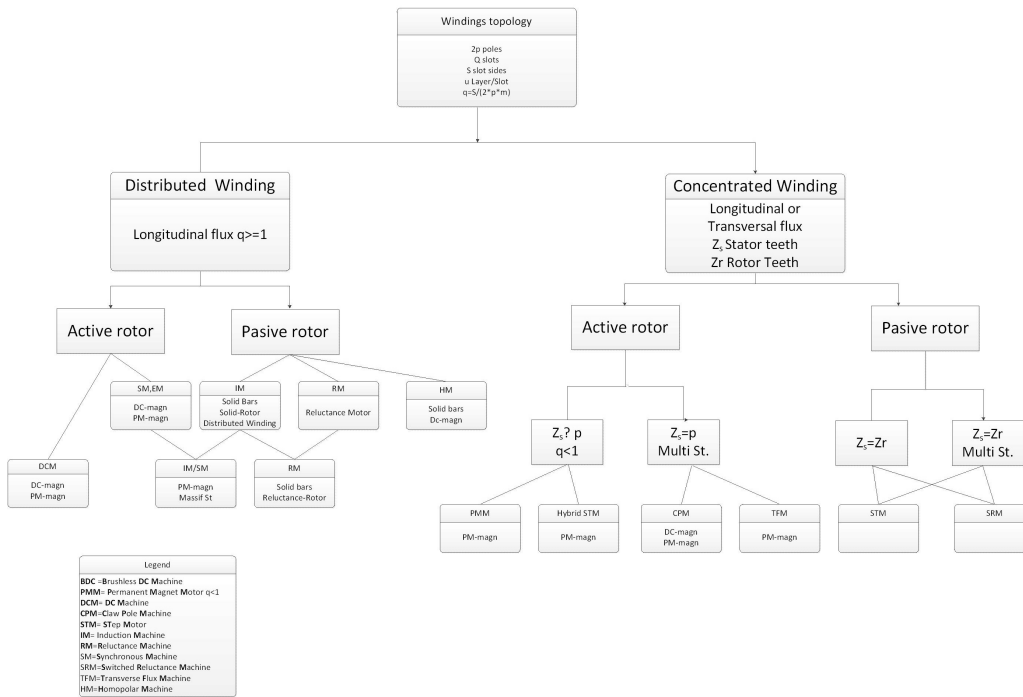 Windings topology
2p poles
Q slots
S slot sides
u Layer/Slot
q=S/(2*p*m)
Distributed Winding
Longitudinal flux q>=1
Concentrated Winding
Longitudinal or
Transversal flux
Zs Stator teeth
Zr Rotor Teeth
Active rotor
Pasive rotor
Active rotor
Pasive rotor
SM,EM
DC-magn
PM-magn
IM
Solid Bars
Solid-Rotor
Distributed Winding
RM
Reluctance Motor
HM
Solid bars
Dc-magn
Zs? p
q<1
Zs=p
Multi St.
Zs=Zr
Zs=Zr
Multi St.
DCM
DC-magn
PM-magn
IM/SM
PM-magn
Massif St
RM
Solid bars
Reluctance-Rotor
PMM
PM-magn
Hybrid STM
PM-magn
CPM
DC-magn
PM-magn
TFM
PM-magn
STM
SRM
Legend
BDC =Brushless DC Machine
PMM= Permanent Magnet Motor q<1
DCM= DC Machine
CPM=Claw Pole Machine
STM= STep Motor
IM= Induction Machine
RM=Reluctance Machine
SM=Synchronous Machine
SRM=Switched Reluctance Machine
TFM=Transverse Flux Machine
HM=Homopolar Machine